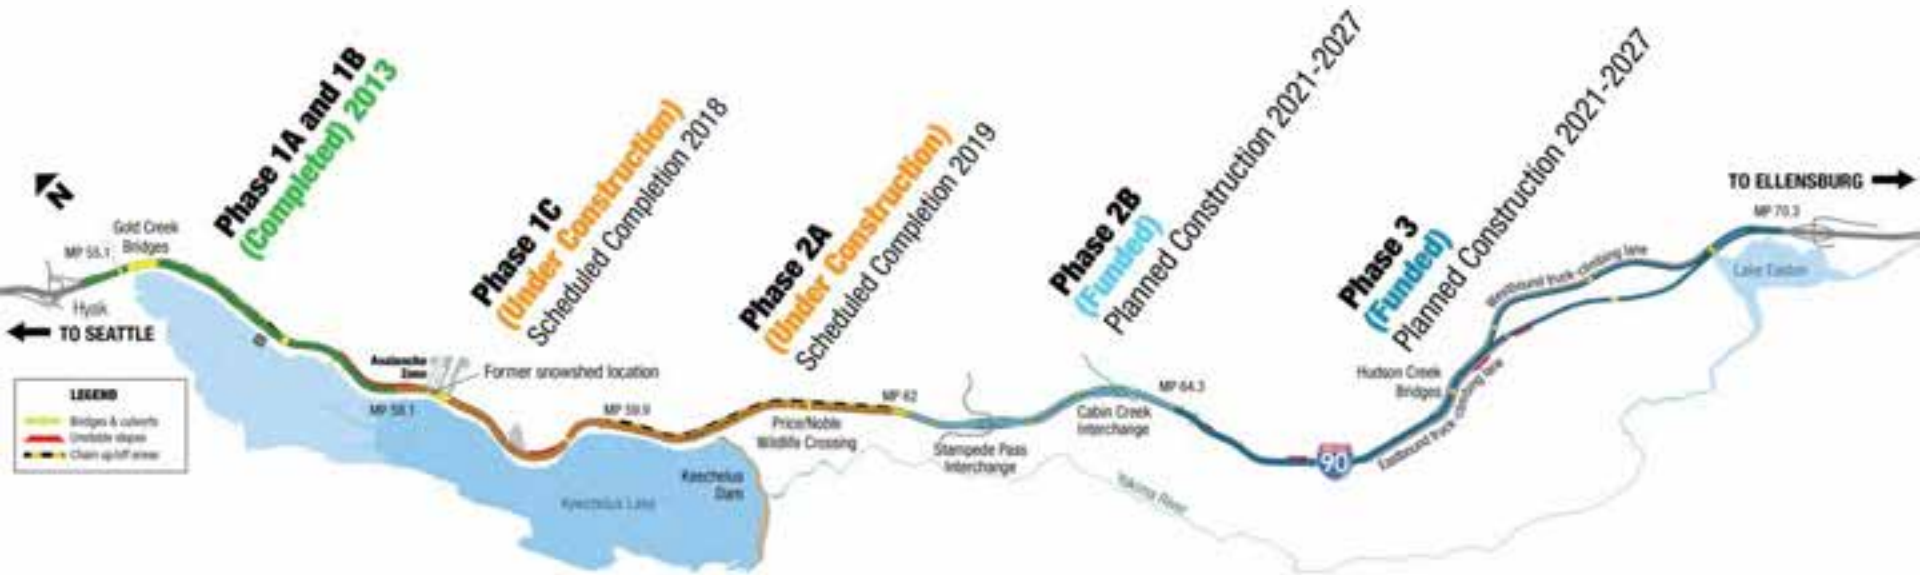 N
Phase 1A and 1B
(Completed) 2013
Phase 1C
(Under Construction)
Scheduled Completion 2018
Phase 2A
(Under Construction)
Scheduled Completion 2019
Phase 2B
(Funded)
Planned Construction 2021-2027
Phase 3
(Funded)
Planned Construction 2021-2027
TO ELLENSBURG
MP 70.3
Lake Easton
Gold Creek
Bridges
MP 55.1
Hyak
TO SEATTLE
LEGEND
Bridges & culverts
Unstable slopes
Chain up/off areas
Avalanche
Zone
Former snowshed location
MP 58.1
MP 59.9
Keechelus Lake
Keechelus
Dam
Price/Noble
Wildlife Crossing
MP 62
Stampede Pass
Interchange
Cabin Creek
Interchange
MP 64.3
Yakima River
90
Hudson Creek
Bridges
Eastbound truck-climbing lane
Westbound truck-climbing lane